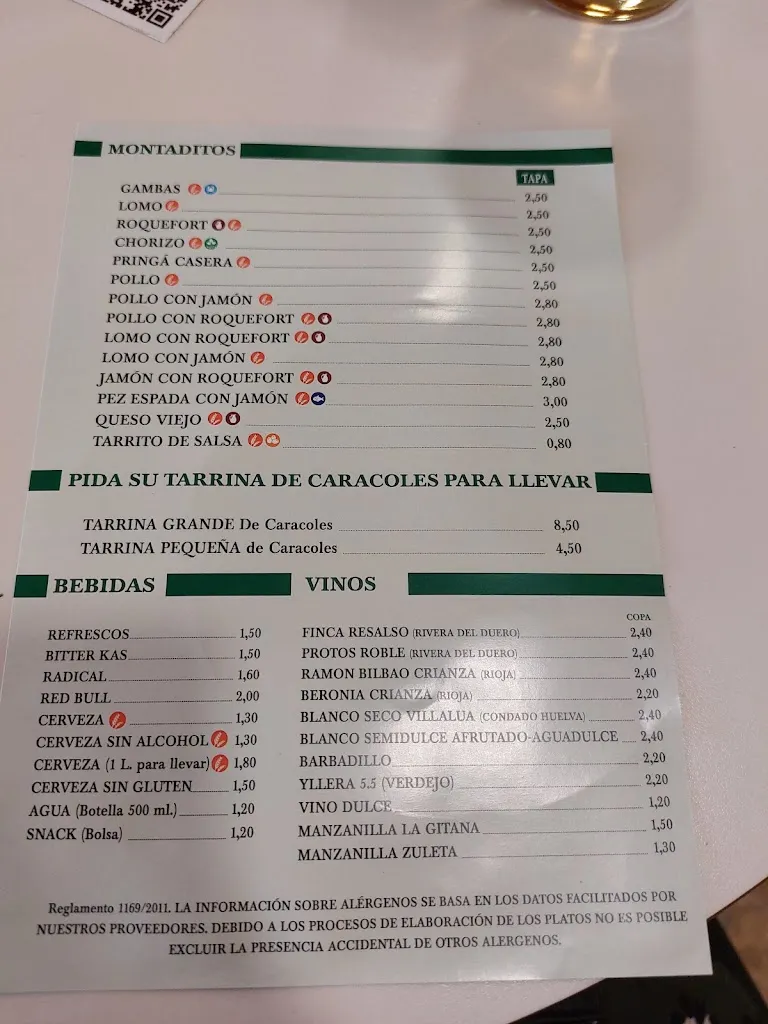 MONTADITOS
TAPA
GAMBAS 2,50
LOMO 2,50
ROQUEFORT 2,50
CHORIZO 2,50
PRINGÁ CASERA 2,50
POLLO 2,50
POLLO CON JAMÓN 2,80
POLLO CON ROQUEFORT 2,80
LOMO CON ROQUEFORT 2,80
LOMO CON JAMÓN 2,80
JAMÓN CON ROQUEFORT 2,80
PEZ ESPADA CON JAMÓN 3,00
QUESO VIEJO 2,50
TARRITO DE SALSA 0,80
PIDA SU TARRINA DE CARACOLES PARA LLEVAR
TARRINA GRANDE De Caracoles 8,50
TARRINA PEQUEÑA de Caracoles 4,50
BEBIDAS
REFRESCOS 1,50
BITTER KAS 1,50
RADICAL 1,60
RED BULL 2,00
CERVEZA 1,30
CERVEZA SIN ALCOHOL 1,30
CERVEZA (1 L. para llevar) 1,80
CERVEZA SIN GLUTEN 1,50
AGUA (Botella 500 ml.) 1,20
SNACK (Bolsa) 1,20
VINOS
COPA
FINCA RESALSO (RIVERA DEL DUERO) 2,40
PROTOS ROBLE (RIVERA DEL DUERO) 2,40
RAMON BILBAO CRIANZA (RIOJA) 2,40
BERONIA CRIANZA (RIOJA) 2,20
BLANCO SECO VILLALUA (CONDADO HUELVA) 2,40
BLANCO SEMIDULCE AFRUTADO-AGUADULCE 2,40
BARBADILLO 2,20
YLLERA 5.5 (VERDEJO) 2,20
VINO DULCE 1,20
MANZANILLA LA GITANA 1,50
MANZANILLA ZULETA 1,30
Reglamento 1169/2011. LA INFORMACIÓN SOBRE ALÉRGENOS SE BASA EN LOS DATOS FACILITADOS POR
NUESTROS PROVEEDORES. DEBIDO A LOS PROCESOS DE ELABORACIÓN DE LOS PLATOS NO ES POSIBLE
EXCLUIR LA PRESENCIA ACCIDENTAL DE OTROS ALERGENOS.